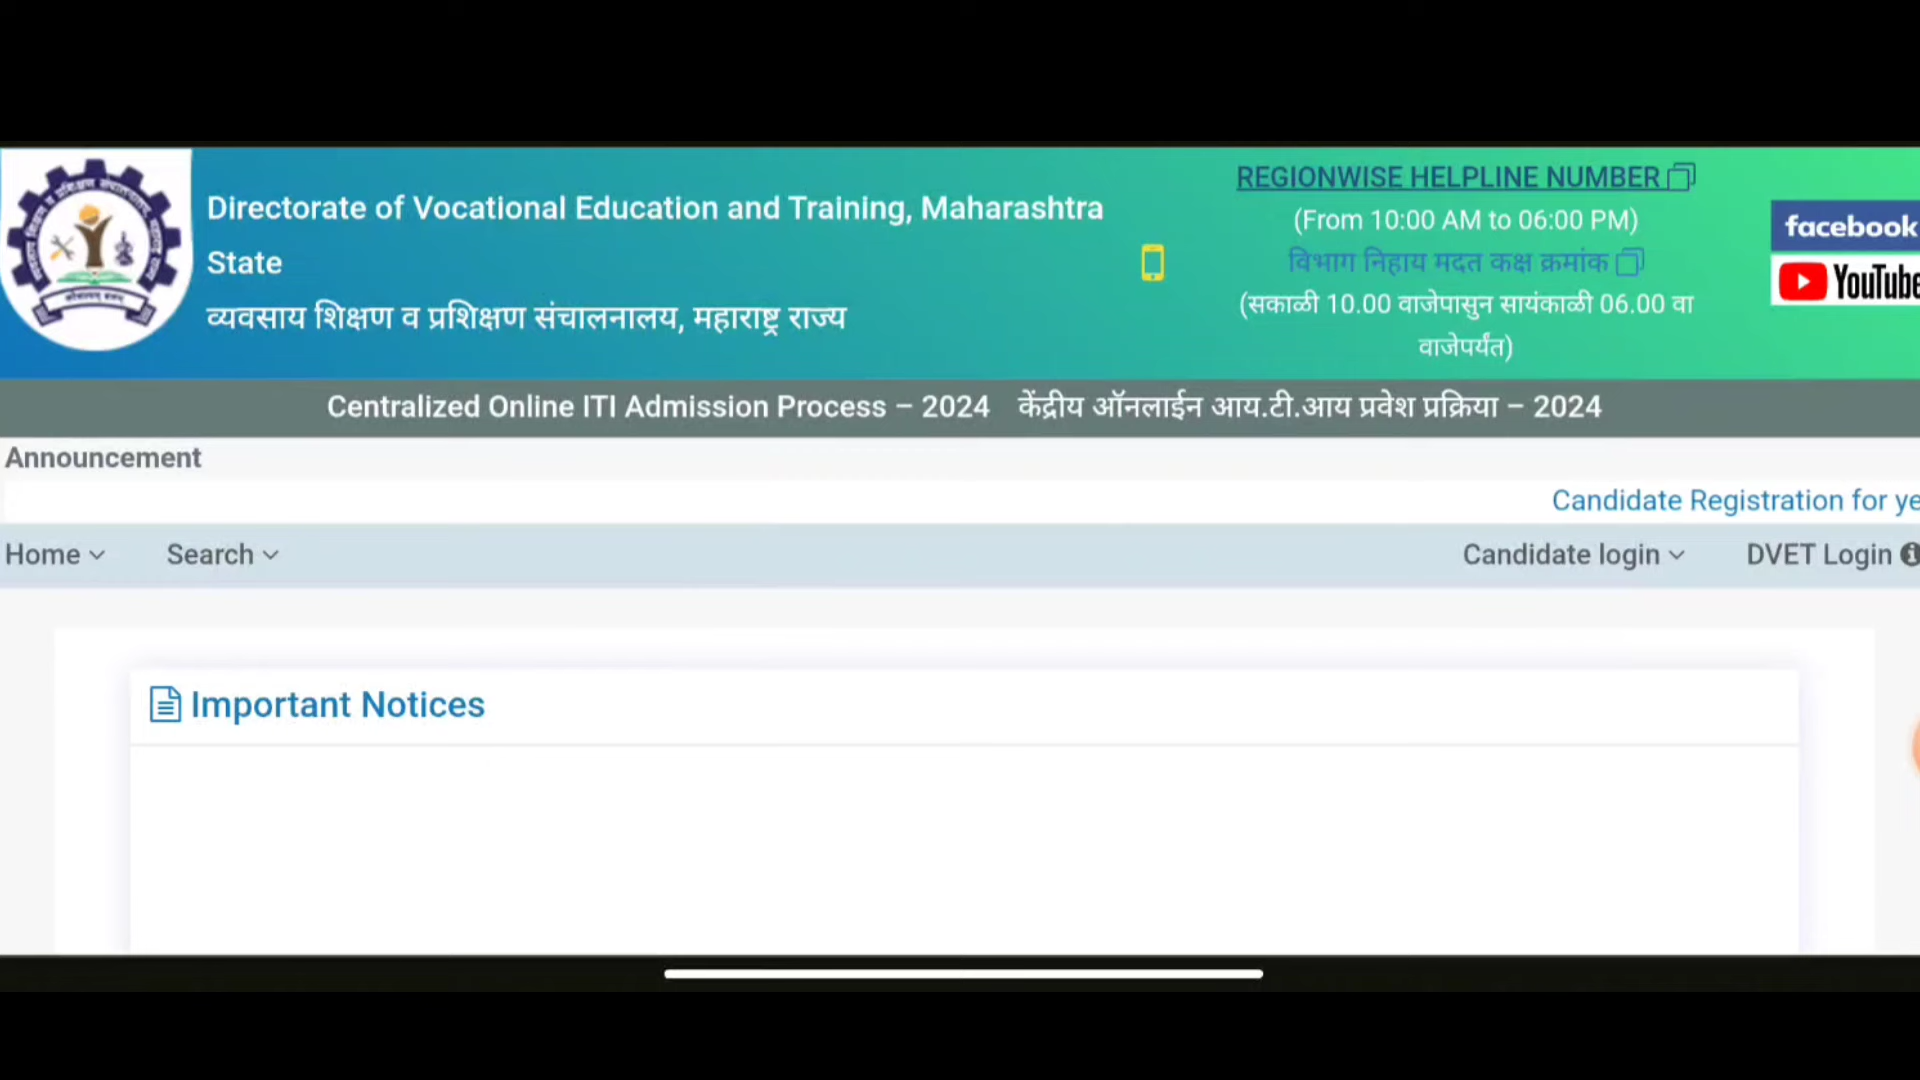 Directorate of Vocational Education and Training, Maharashtra
State
व्यवसाय शिक्षण व प्रशिक्षण संचालनालय, महाराष्ट्र राज्य
REGIONWISE HELPLINE NUMBER
(From 10:00 AM to 06:00 PM)
विभाग निहाय मदत कक्ष क्रमांक
(सकाळी 10.00 वाजेपासुन सायंकाळी 06.00 वा
वाजेपर्यंत)
facebook
YouTube
Centralized Online ITI Admission Process – 2024 केंद्रीय ऑनलाईन आय.टी.आय प्रवेश प्रक्रिया – 2024
Announcement
Candidate Registration for ye
Home Search Candidate login DVET Login
Important Notices